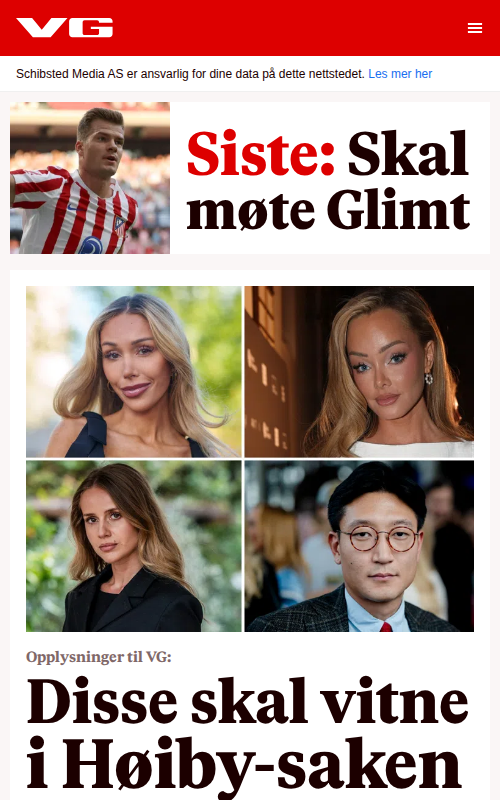 VG
Schibsted Media AS er ansvarlig for dine data på dette nettstedet. Les mer her
Siste: Skal
møte Glimt
Opplysninger til VG:
Disse skal vitne
i Høiby-saken